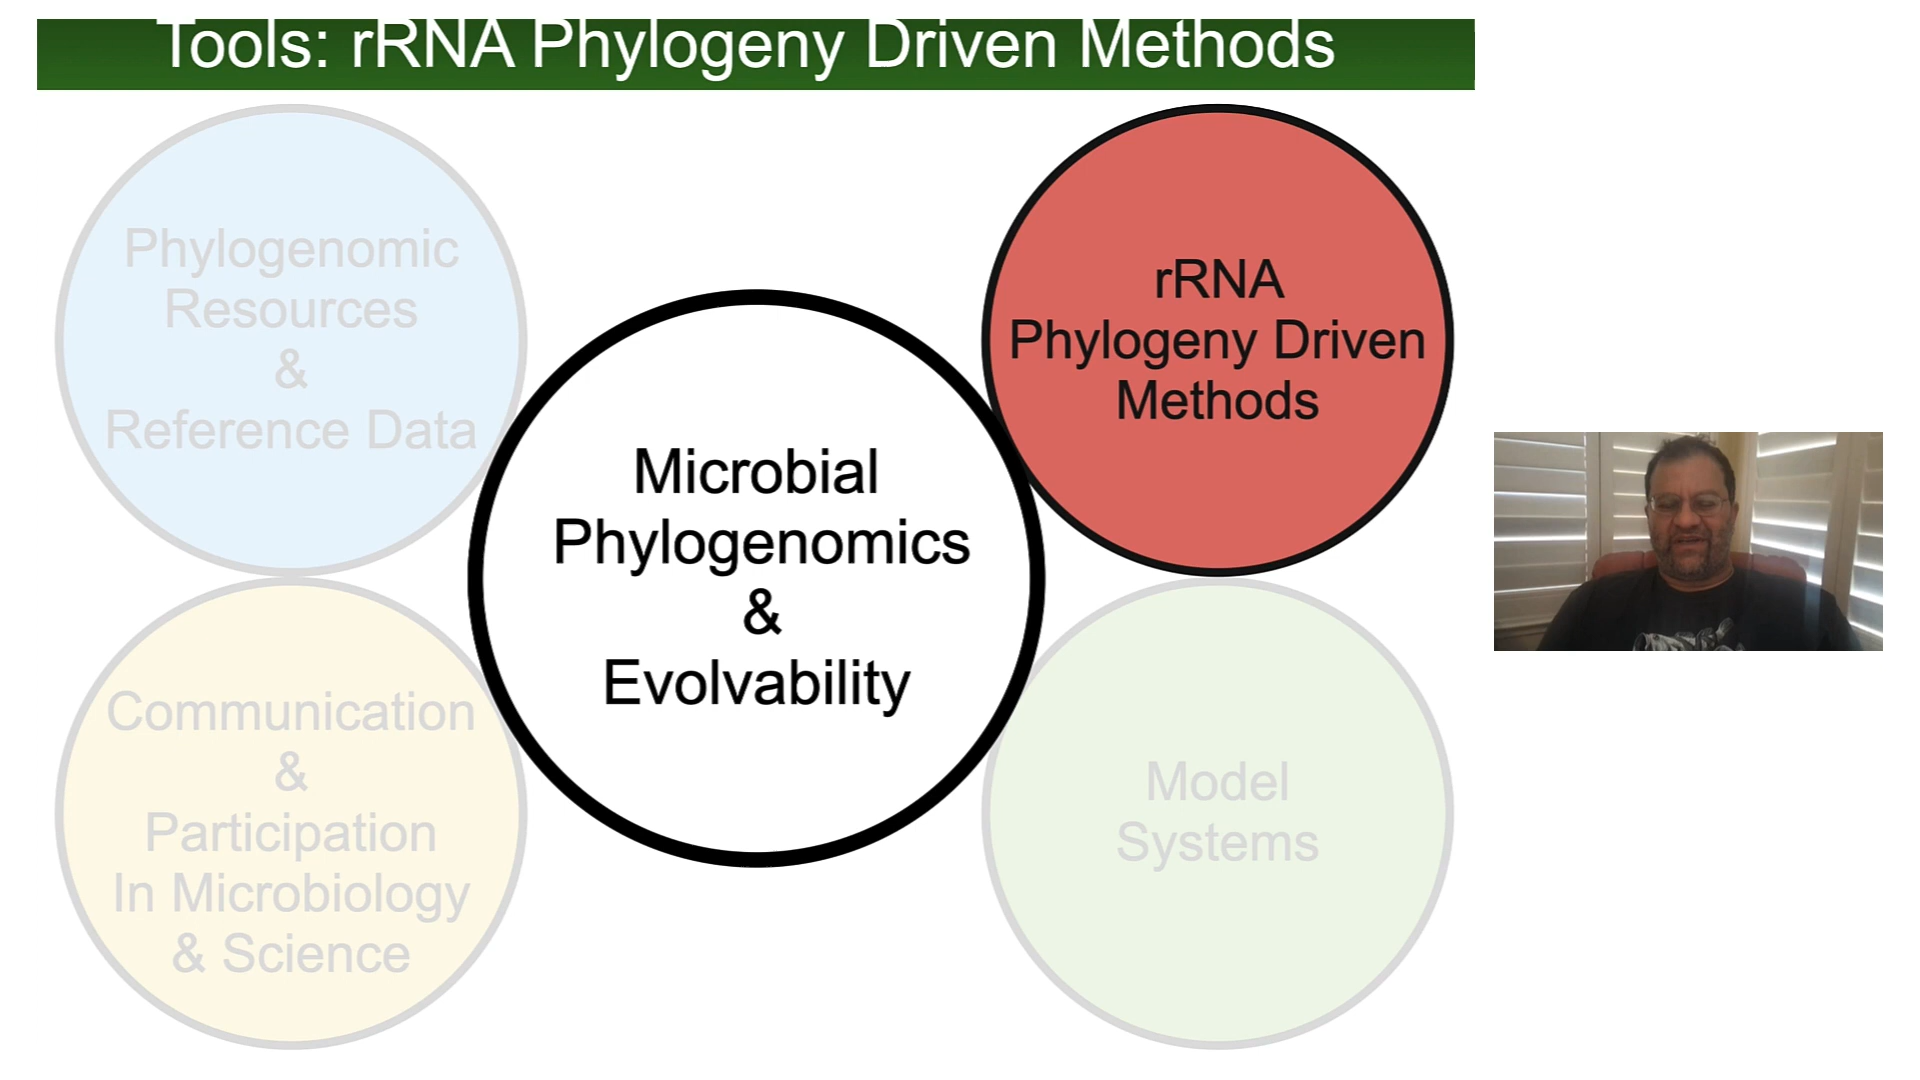 Tools: rRNA Phylogeny Driven Methods
Phylogenomic
Resources
&
Reference Data
rRNA
Phylogeny Driven
Methods
Microbial
Phylogenomics
&
Evolvability
Communication
&
Participation
In Microbiology
& Science
Model
Systems